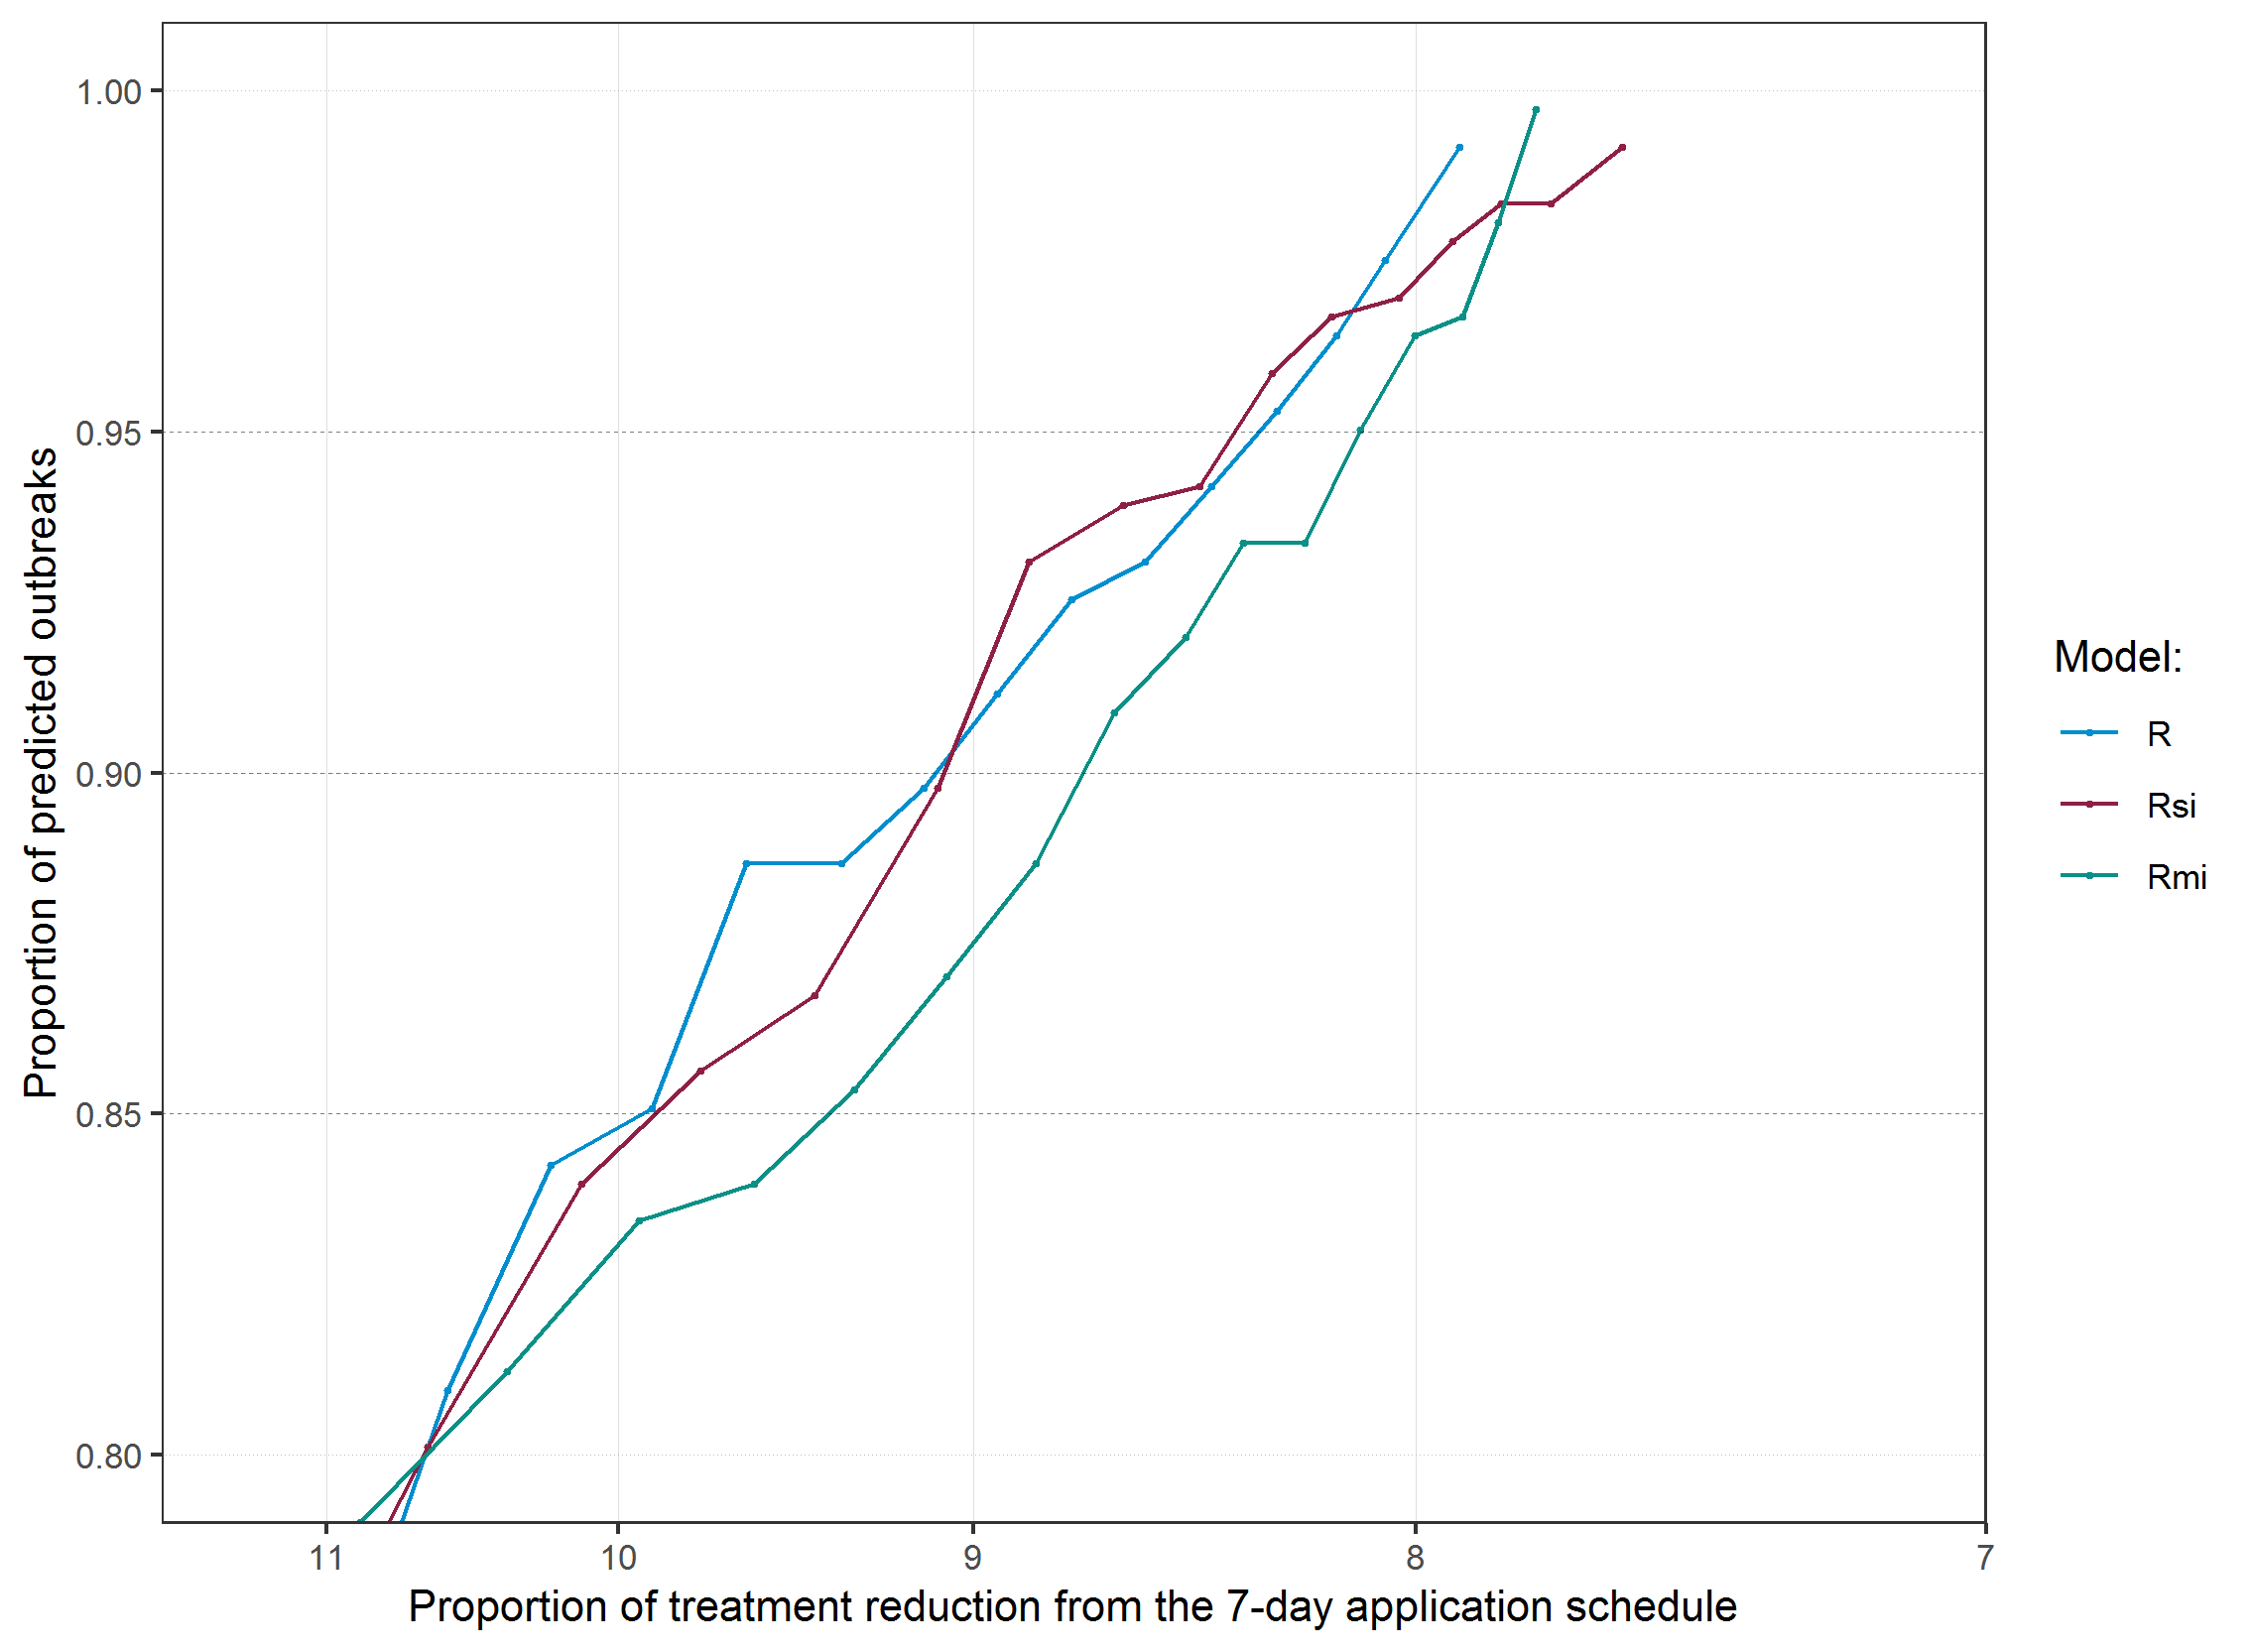 Proportion of predicted outbreaks
1.00
0.95
0.90
0.85
0.80
11 10 9 8 7
Proportion of treatment reduction from the 7-day application schedule
Model:
R
Rsi
Rmi